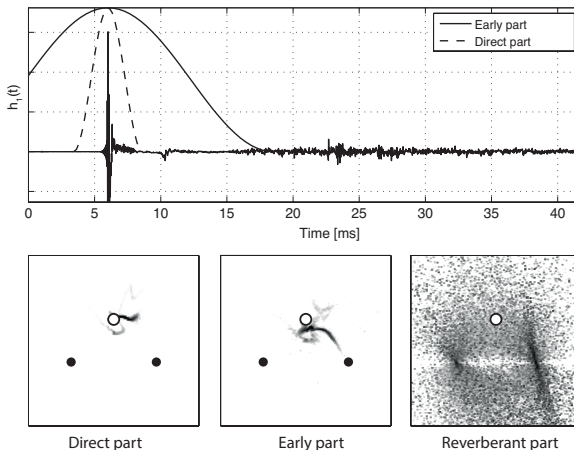 Early part
Direct part
h₁(t)
0 5 10 15 20 25 30 35 40
Time [ms]
Direct part Early part Reverberant part